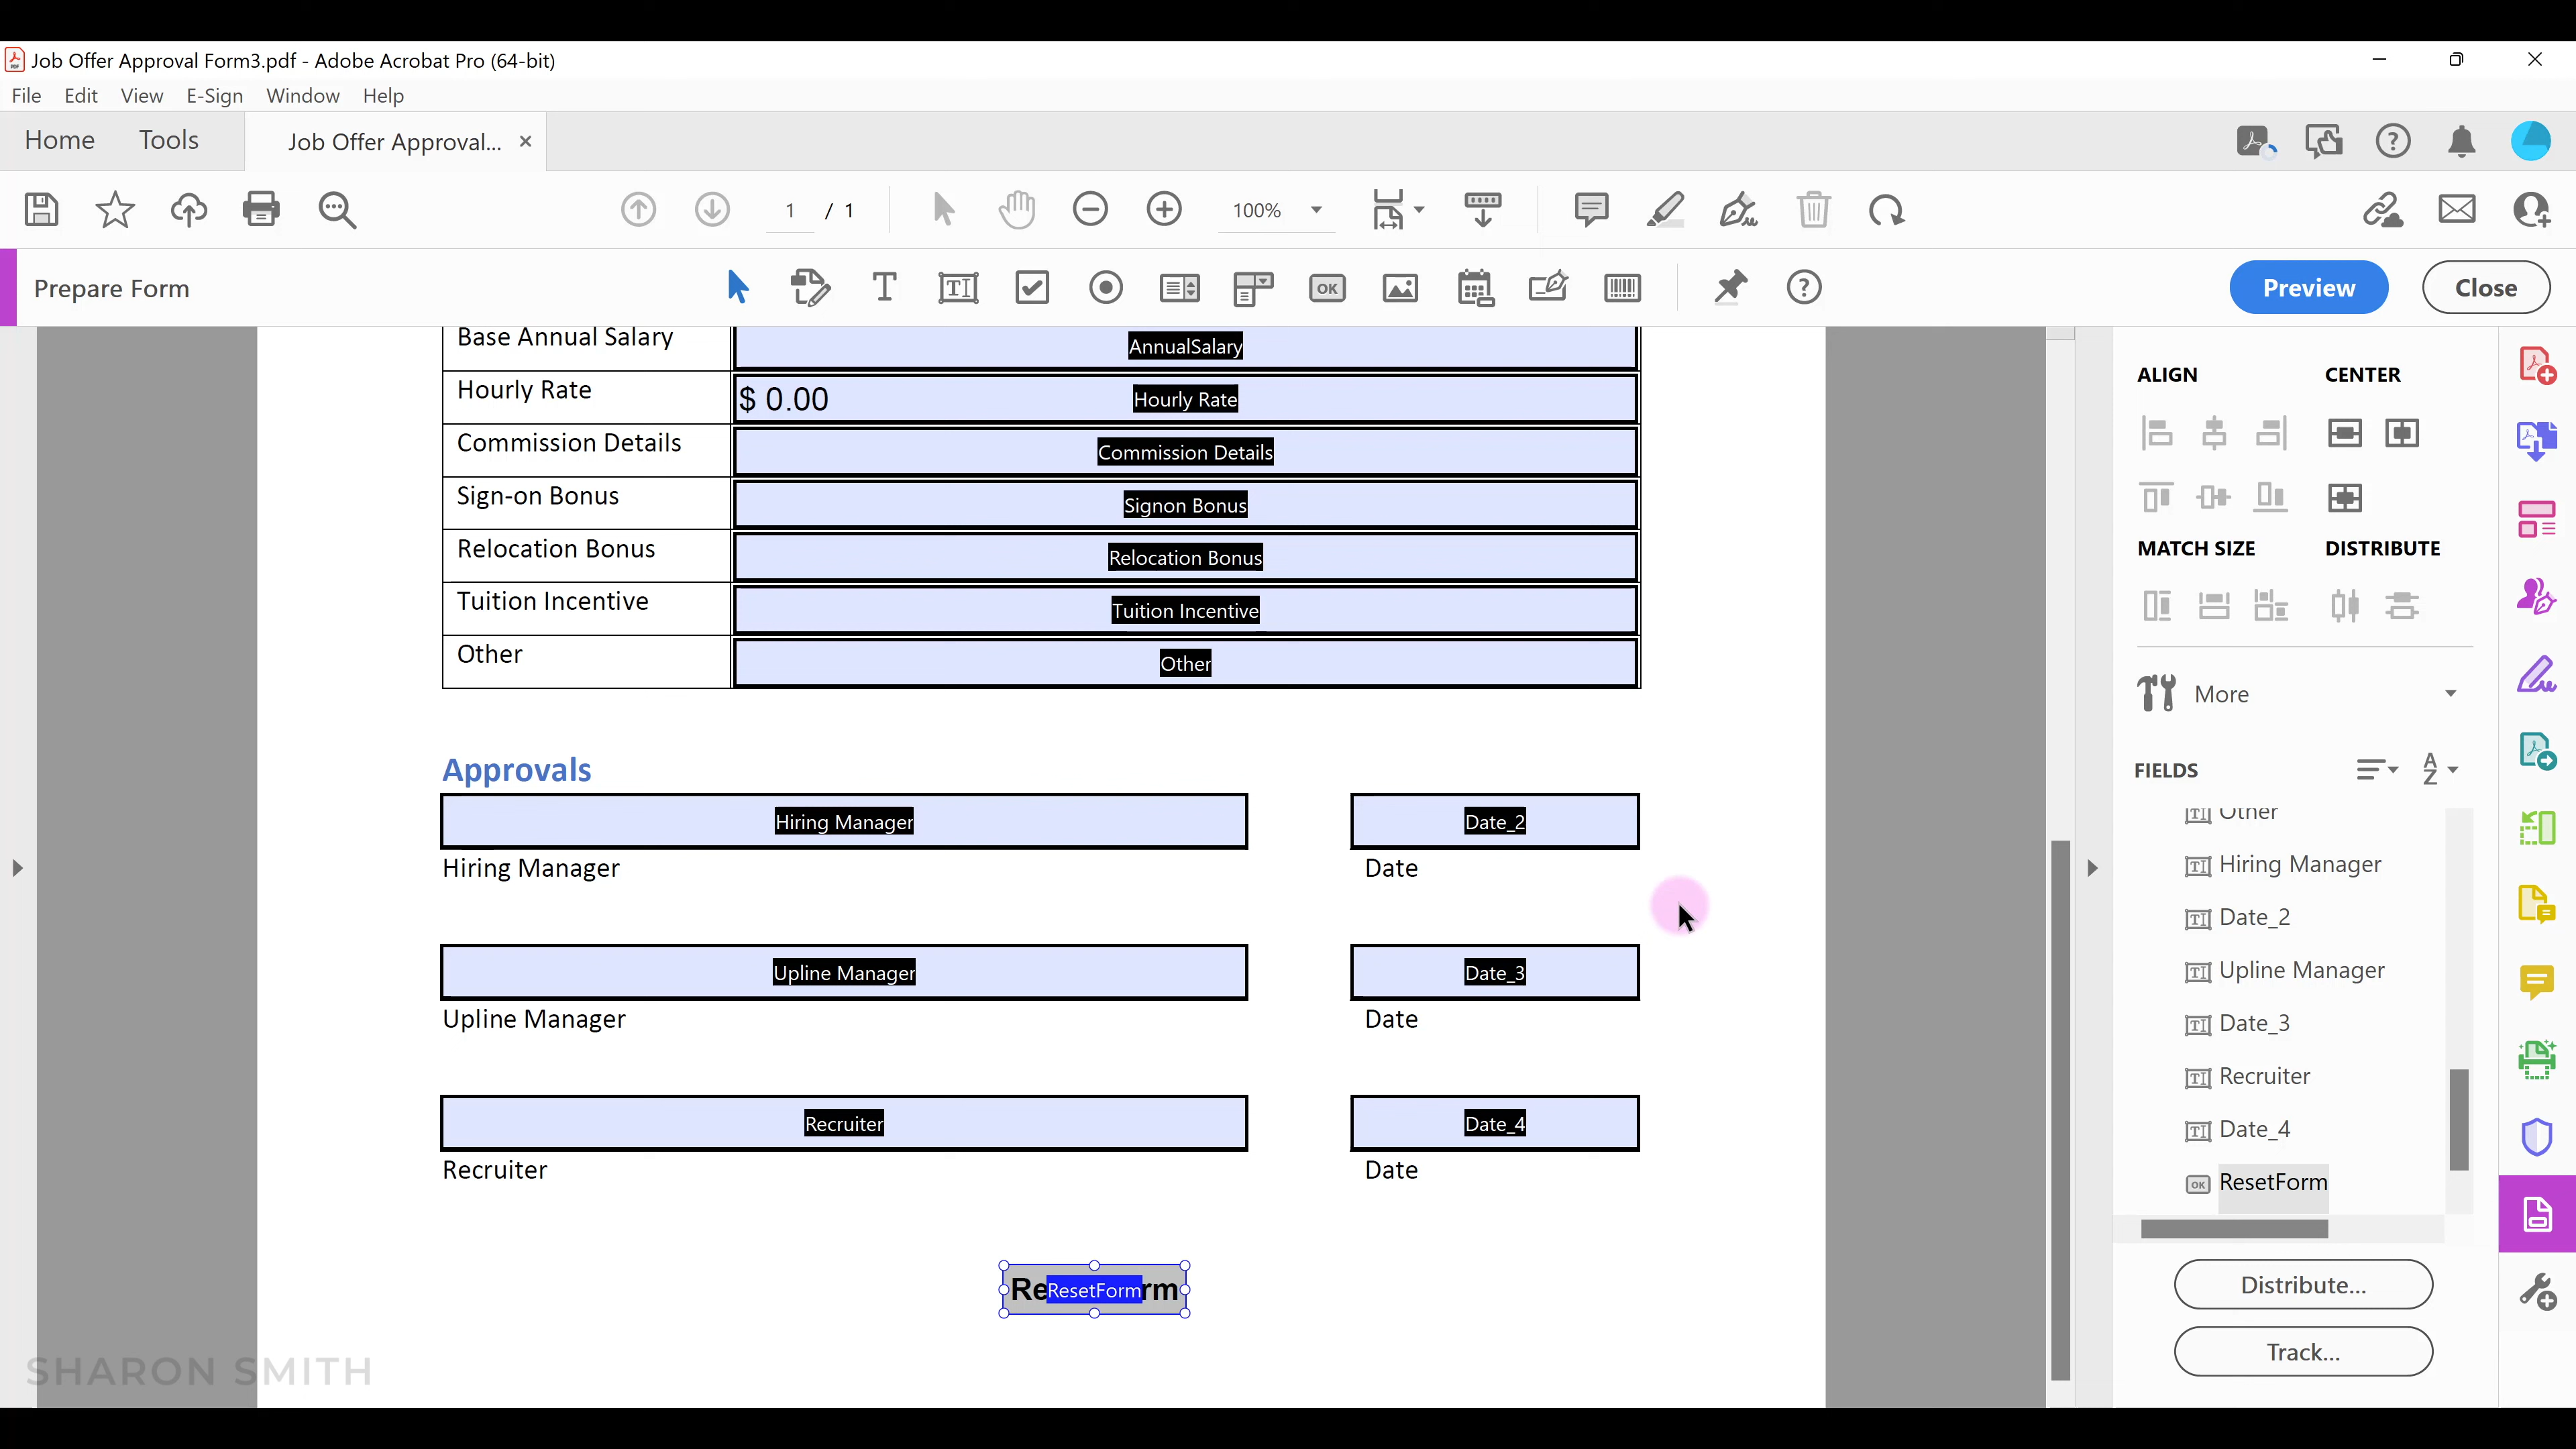 Job Offer Approval Form3.pdf - Adobe Acrobat Pro (64-bit)
File Edit View E-Sign Window Help
Home Tools Job Offer Approval...
1 / 1 100%
Prepare Form
OK
Preview Close
Base Annual Salary AnnualSalary
Hourly Rate $ 0.00 Hourly Rate
Commission Details Commission Details
Sign-on Bonus Signon Bonus
Relocation Bonus Relocation Bonus
Tuition Incentive Tuition Incentive
Other Other
Approvals
Hiring Manager Date_2
Hiring Manager Date
Upline Manager Date_3
Upline Manager Date
Recruiter Date_4
Recruiter Date
Re ResetForm rm
SHARON SMITH
ALIGN CENTER
MATCH SIZE DISTRIBUTE
More
FIELDS
Other
Hiring Manager
Date_2
Upline Manager
Date_3
Recruiter
Date_4
OK ResetForm
Distribute...
Track...